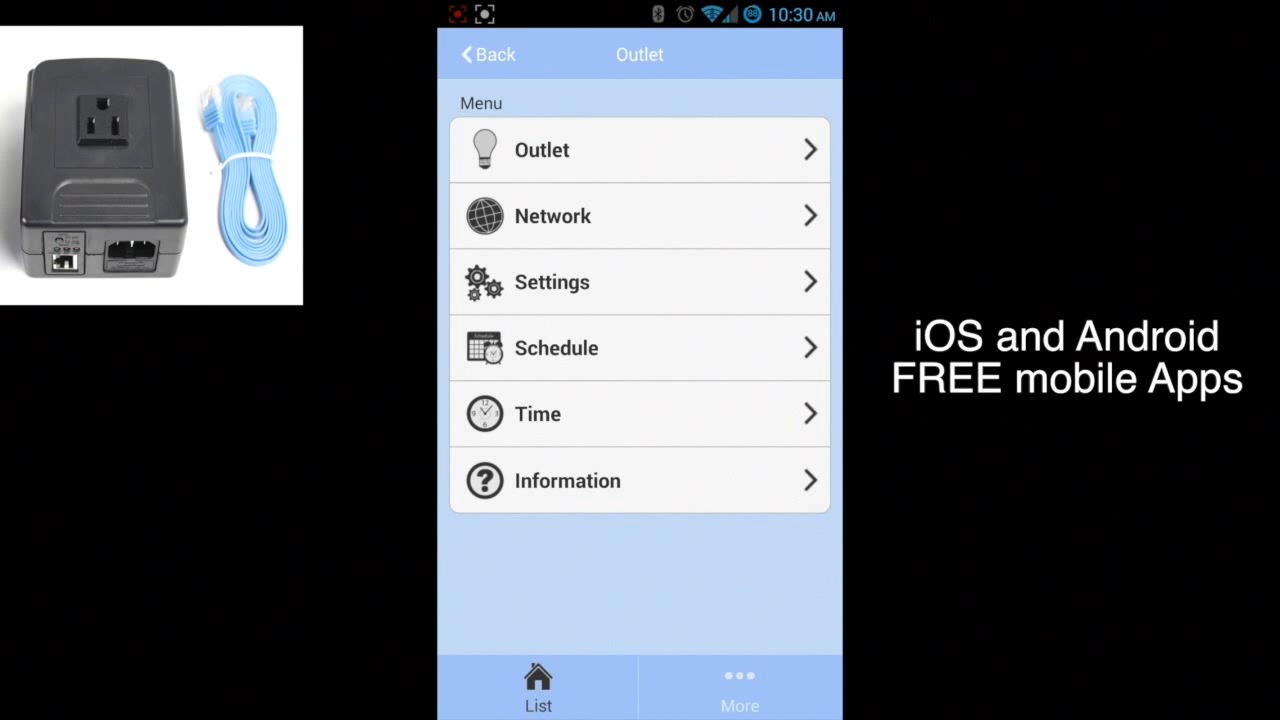 88
10:30 AM
Back
Outlet
Menu
Outlet
Network
Settings
Schedule
Time
Information
iOS and Android
FREE mobile Apps
List
More